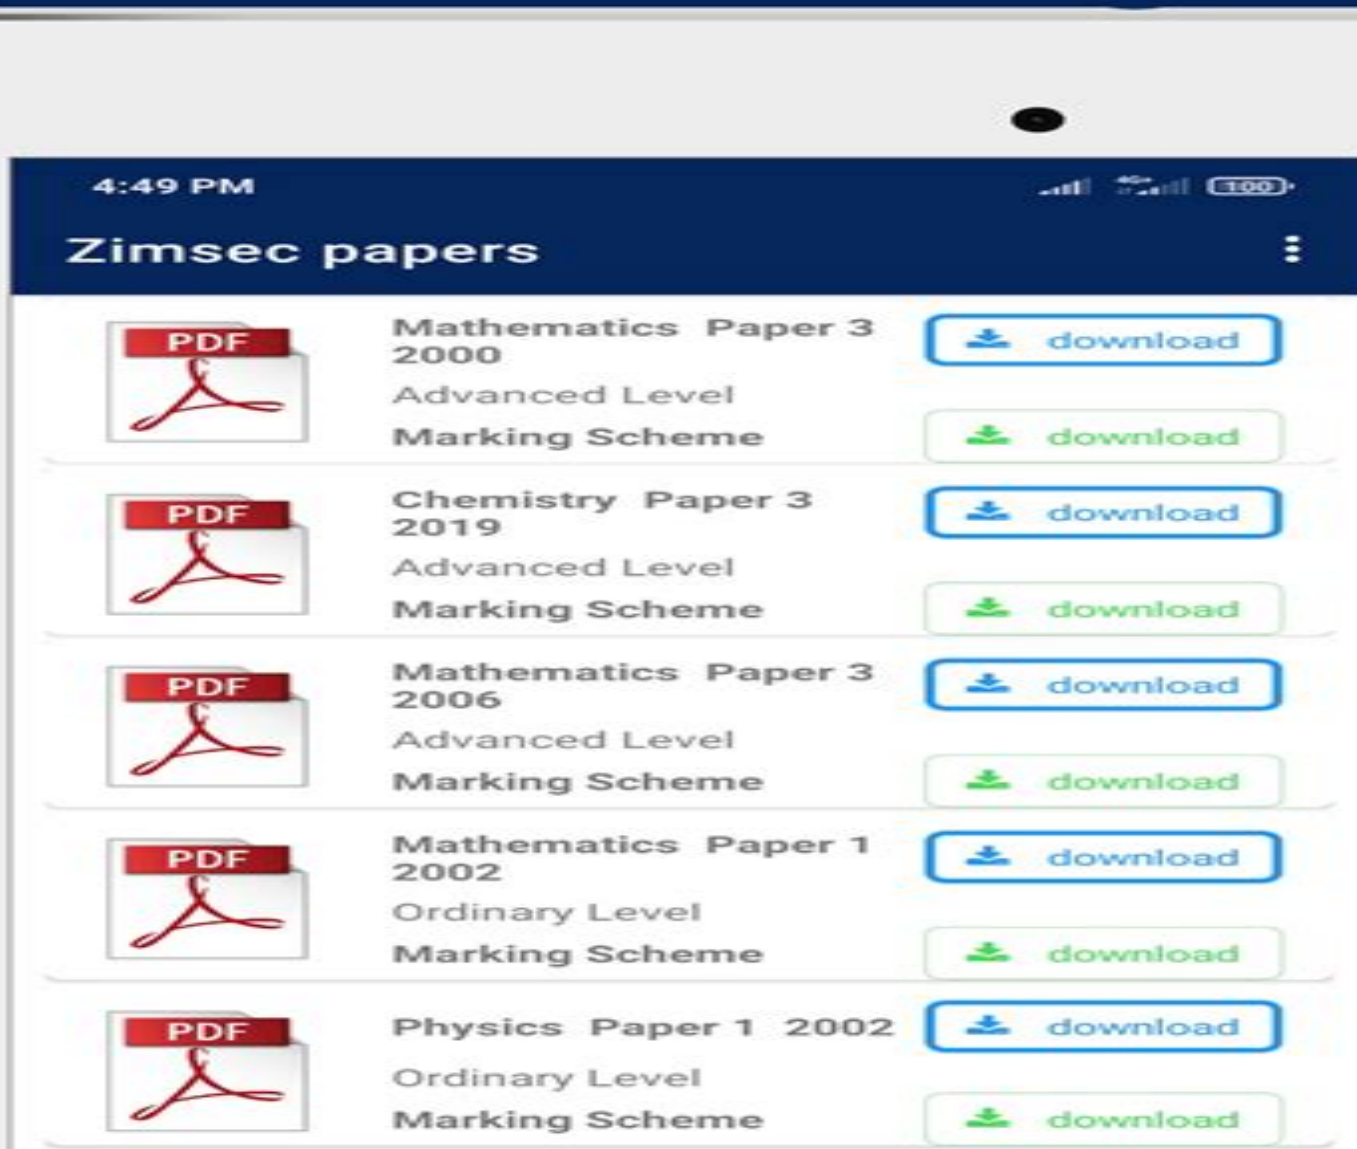 4:49 PM
100
Zimsec papers
PDF
Mathematics Paper 3
2000
download
Advanced Level
Marking Scheme
download
PDF
Chemistry Paper 3
2019
download
Advanced Level
Marking Scheme
download
PDF
Mathematics Paper 3
2006
download
Advanced Level
Marking Scheme
download
PDF
Mathematics Paper 1
2002
download
Ordinary Level
Marking Scheme
download
PDF
Physics Paper 1 2002
download
Ordinary Level
Marking Scheme
download